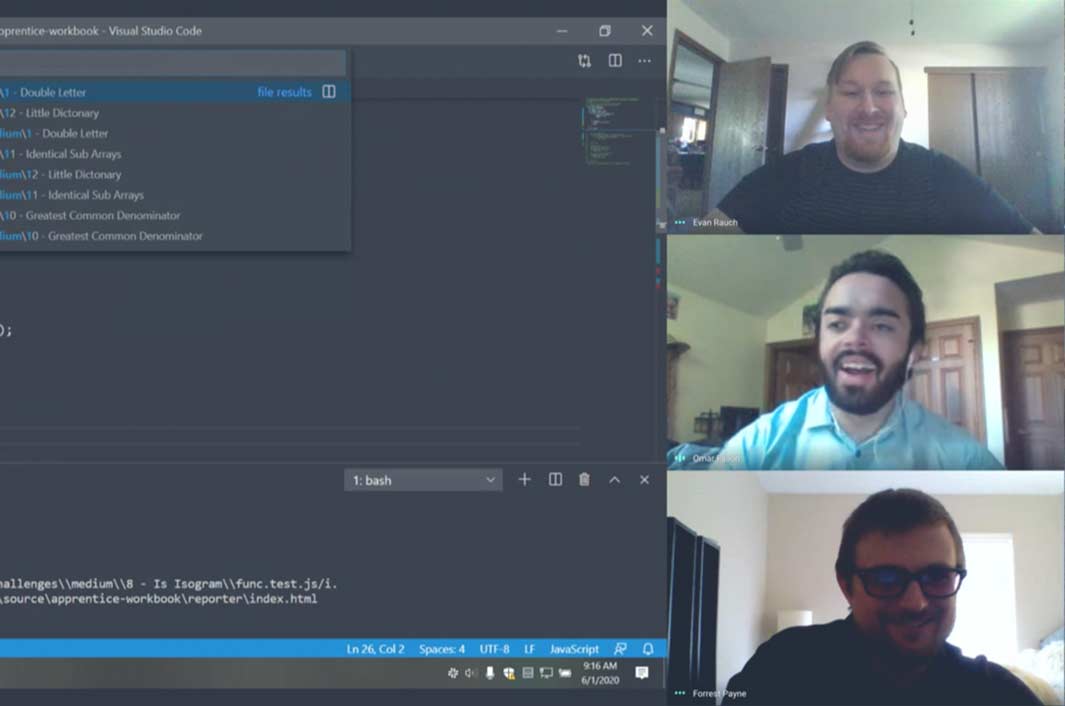 pprentice-workbook - Visual Studio Code
\1 - Double Letter
file results
\12 - Little Dictonary
dium\1 - Double Letter
\11 - Identical Sub Arrays
dium\12 - Little Dictonary
dium\11 - Identical Sub Arrays
\10 - Greatest Common Denominator
dium\10 - Greatest Common Denominator
);
1: bash
hallenges\\medium\\8 - Is Isogram\\func.test.js/i.
\source\apprentice-workbook\reporter\index.html
Ln 26, Col 2 Spaces: 4 UTF-8 LF JavaScript
9:16 AM
6/1/2020
Evan Rauch
Omar
Forrest Payne